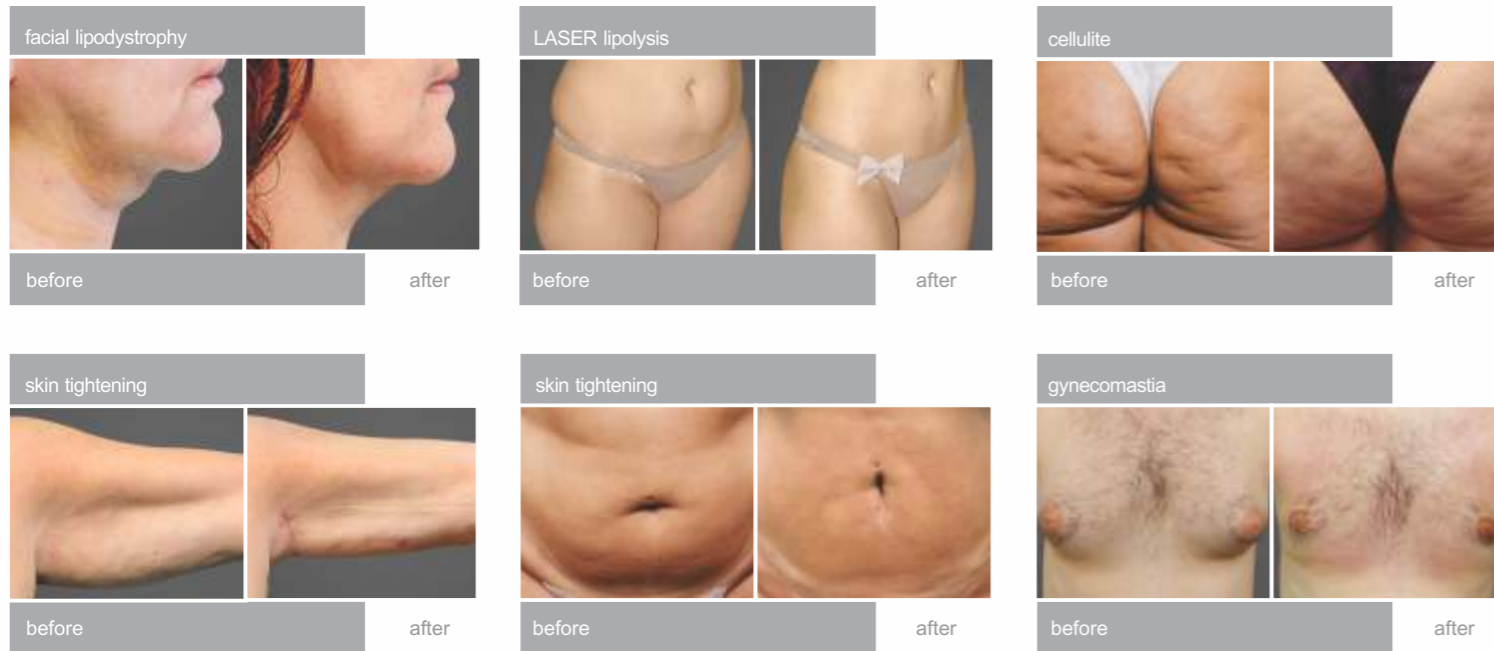 facial lipodystrophy
LASER lipolysis
cellulite
before after
before after
before after
skin tightening
skin tightening
gynecomastia
before after
before after
before after